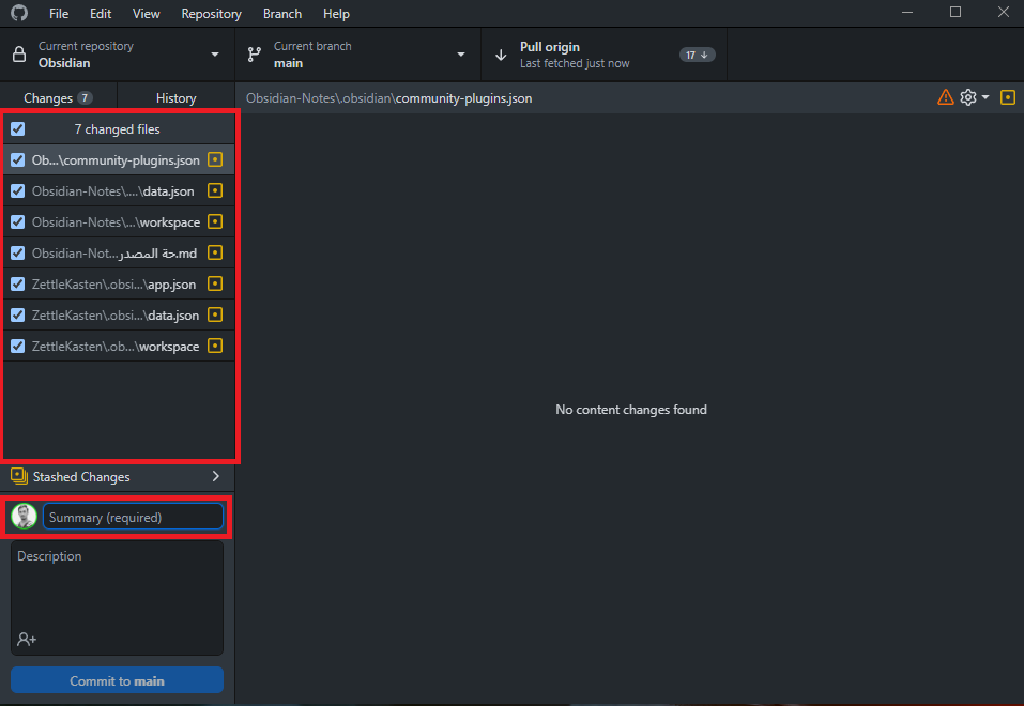 File Edit View Repository Branch Help
Current repository
Obsidian
Current branch
main
Pull origin
Last fetched just now
17
Changes 7
History
Obsidian-Notes\.obsidian\community-plugins.json
7 changed files
Ob...\community-plugins.json
Obsidian-Notes\....\data.json
Obsidian-Notes\...\workspace
Obsidian-Not...حة المصدر.md
ZettleKasten\.obsi...\app.json
ZettleKasten\.obsi...\data.json
ZettleKasten\.ob...\workspace
No content changes found
Stashed Changes
Summary (required)
Description
Commit to main